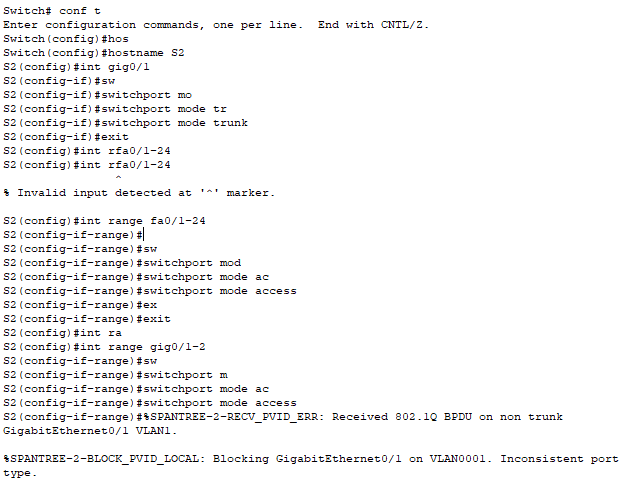 Switch# conf t
Enter configuration commands, one per line.  End with CNTL/Z.
Switch(config)#hos
Switch(config)#hostname S2
S2(config)#int gig0/1
S2(config-if)#sw
S2(config-if)#switchport mo
S2(config-if)#switchport mode tr
S2(config-if)#switchport mode trunk
S2(config-if)#exit
S2(config)#int rfa0/1-24
S2(config)#int rfa0/1-24
^
% Invalid input detected at '^' marker.
S2(config)#int range fa0/1-24
S2(config-if-range)#
S2(config-if-range)#sw
S2(config-if-range)#switchport mod
S2(config-if-range)#switchport mode ac
S2(config-if-range)#switchport mode access
S2(config-if-range)#ex
S2(config-if-range)#exit
S2(config)#int ra
S2(config)#int range gig0/1-2
S2(config-if-range)#sw
S2(config-if-range)#switchport m
S2(config-if-range)#switchport mode ac
S2(config-if-range)#switchport mode access
S2(config-if-range)#%SPANTREE-2-RECV_PVID_ERR: Received 802.1Q BPDU on non trunk
GigabitEthernet0/1 VLAN1.
%SPANTREE-2-BLOCK_PVID_LOCAL: Blocking GigabitEthernet0/1 on VLAN0001. Inconsistent port
type.